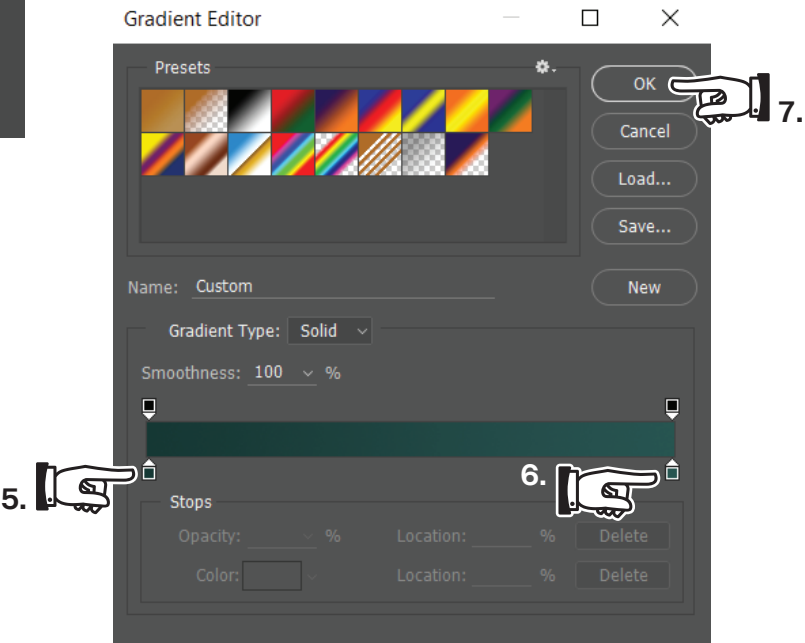 Gradient Editor
Presets
OK
7.
Cancel
Load...
Save...
Name: Custom
New
Gradient Type: Solid
Smoothness: 100 %
5.
6.
Stops
Opacity: % Location: % Delete
Color: Location: % Delete